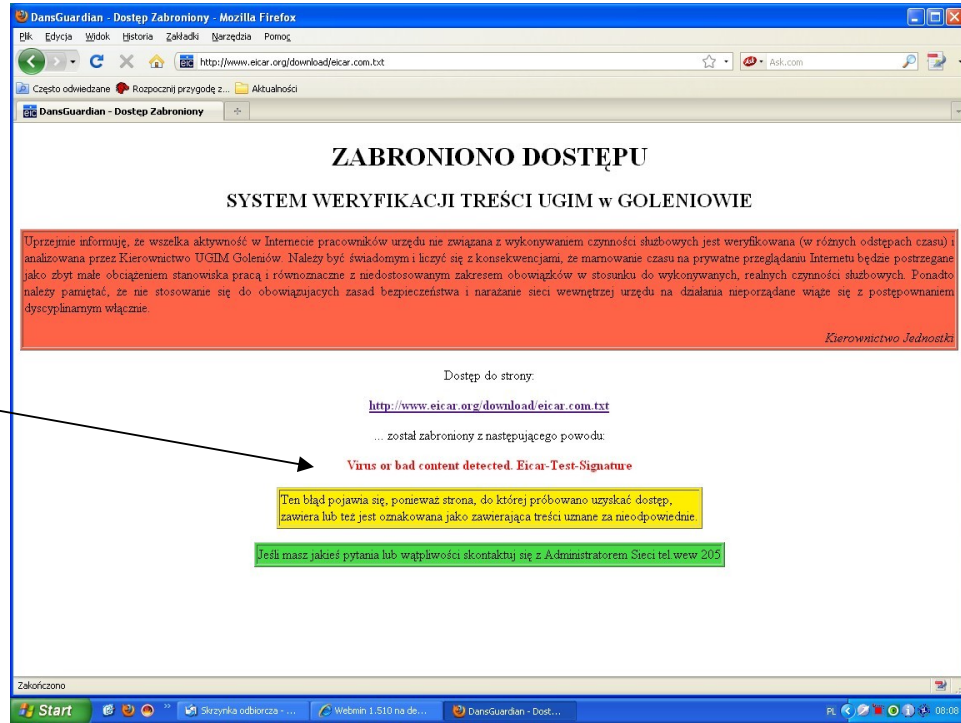 DansGuardian - Dostęp Zabroniony - Mozilla Firefox
Plik Edycja Widok Historia Zakładki Narzędzia Pomoc
http://www.eicar.org/download/eicar.com.txt
Ask.com
Często odwiedzane Rozpocznij przygodę z... Aktualności
DansGuardian - Dostęp Zabroniony
ZABRONIONO DOSTĘPU
SYSTEM WERYFIKACJI TREŚCI UGIM w GOLENIOWIE
Uprzejmie informuję, że wszelka aktywność w Internecie pracowników urzędu nie związana z wykonywaniem czynności służbowych jest weryfikowana (w różnych odstępach czasu) i
analizowana przez Kierownictwo UGIM Goleniów. Należy być świadomym i liczyć się z konsekwencjami, że marnowanie czasu na prywatne przeglądaniu Internetu będzie postrzegane
jako zbyt małe obciążeniem stanowiska pracą i równoznaczne z niedostosowanym zakresem obowiązków w stosunku do wykonywanych, realnych czynności służbowych. Ponadto
należy pamiętać, że nie stosowanie się do obowiązujacych zasad bezpieczeństwa i narażanie sieci wewnętrzej urzędu na działania nieporządane wiąże się z postępownaniem
dyscyplinarnym włącznie.
Kierownictwo Jednostki
Dostęp do strony:
http://www.eicar.org/download/eicar.com.txt
... został zabroniony z następującego powodu:
Virus or bad content detected. Eicar-Test-Signature
Ten błąd pojawia się, ponieważ strona, do której próbowano uzyskać dostęp,
zawiera lub też jest oznakowana jako zawierająca treści uznane za nieodpowiednie.
Jeśli masz jakieś pytania lub wątpliwości skontaktuj się z Administratorem Sieci tel.wew 205
Zakończono
Start Skrzynka odbiorcza - ... Webmin 1.510 na de... DansGuardian - Dost... PL 08:08